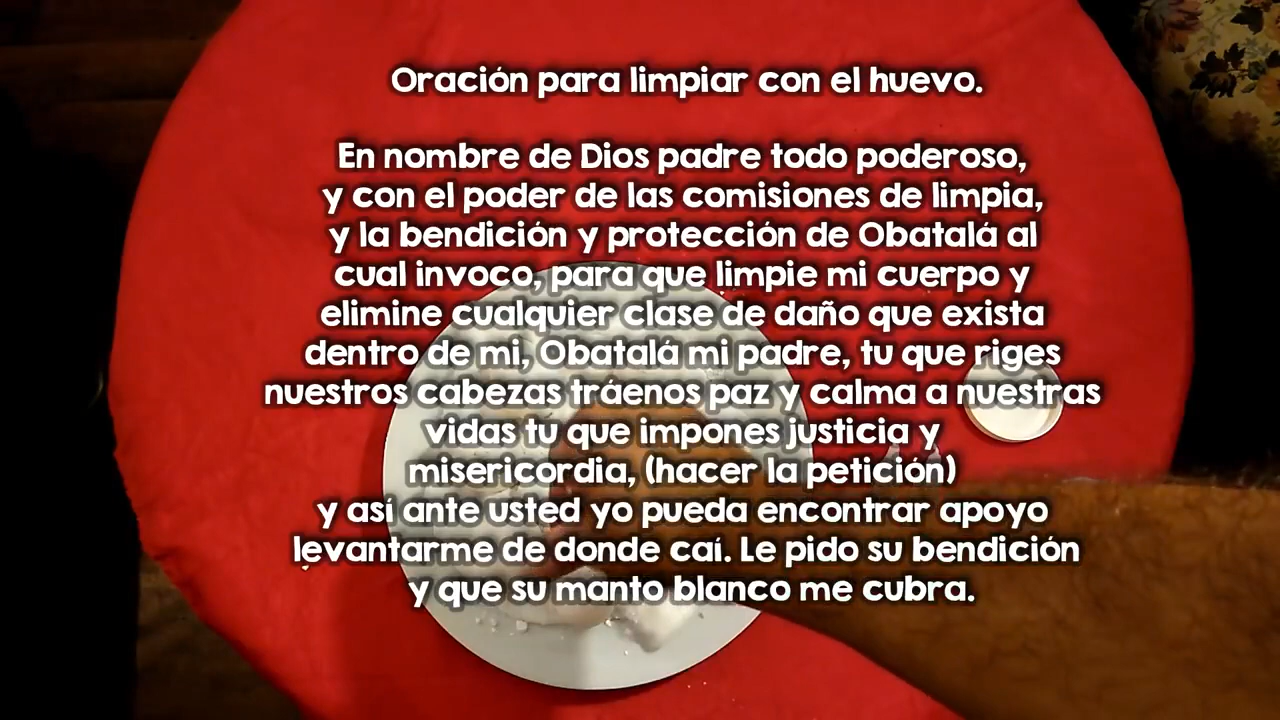 Oración para limpiar con el huevo.
En nombre de Dios padre todo poderoso,
y con el poder de las comisiones de limpia,
y la bendición y protección de Obatalá al
cual invoco, para que limpie mi cuerpo y
elimine cualquier clase de daño que exista
dentro de mi, Obatalá mi padre, tu que riges
nuestros cabezas tráenos paz y calma a nuestras
vidas tu que impones justicia y
misericordia, (hacer la petición)
y así ante usted yo pueda encontrar apoyo
levantarme de donde caí. Le pido su bendición
y que su manto blanco me cubra.